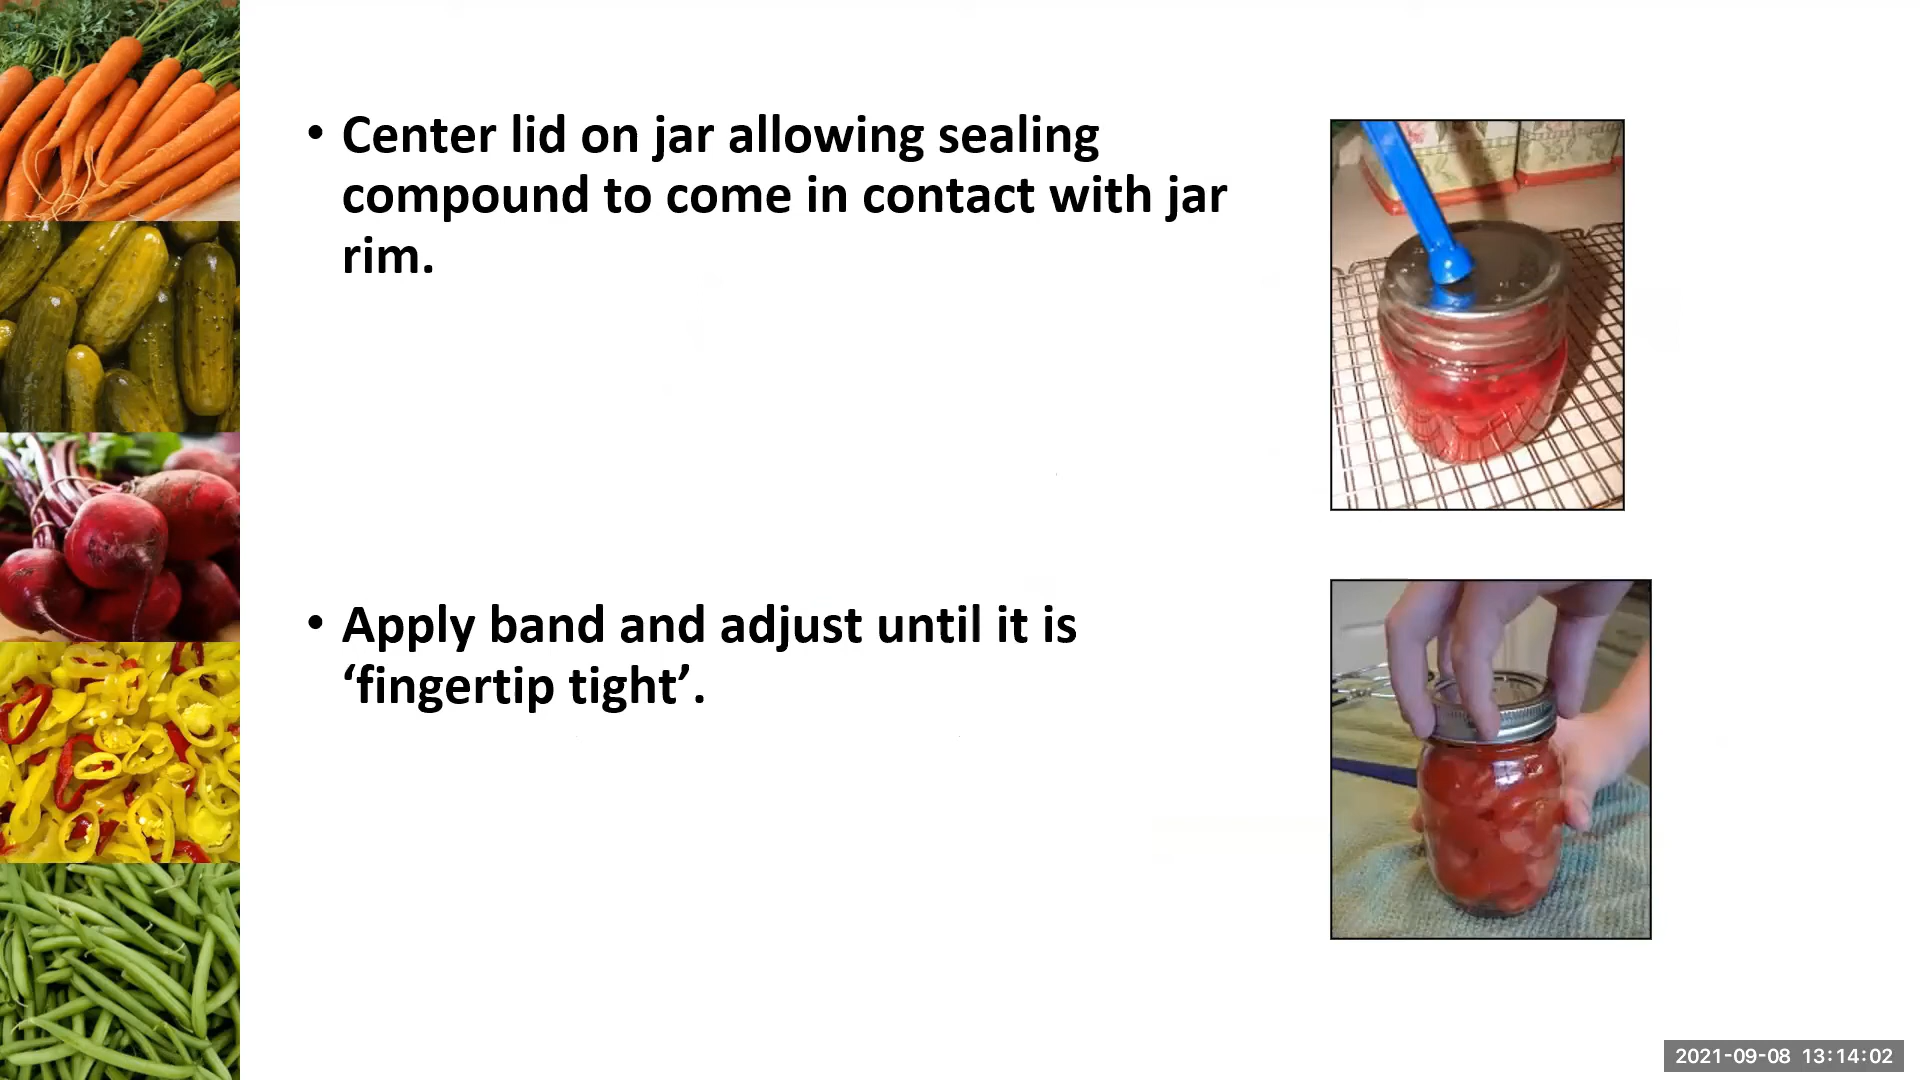 • Center lid on jar allowing sealing
compound to come in contact with jar
rim.
• Apply band and adjust until it is
‘fingertip tight’.
2021-09-08 13:14:02